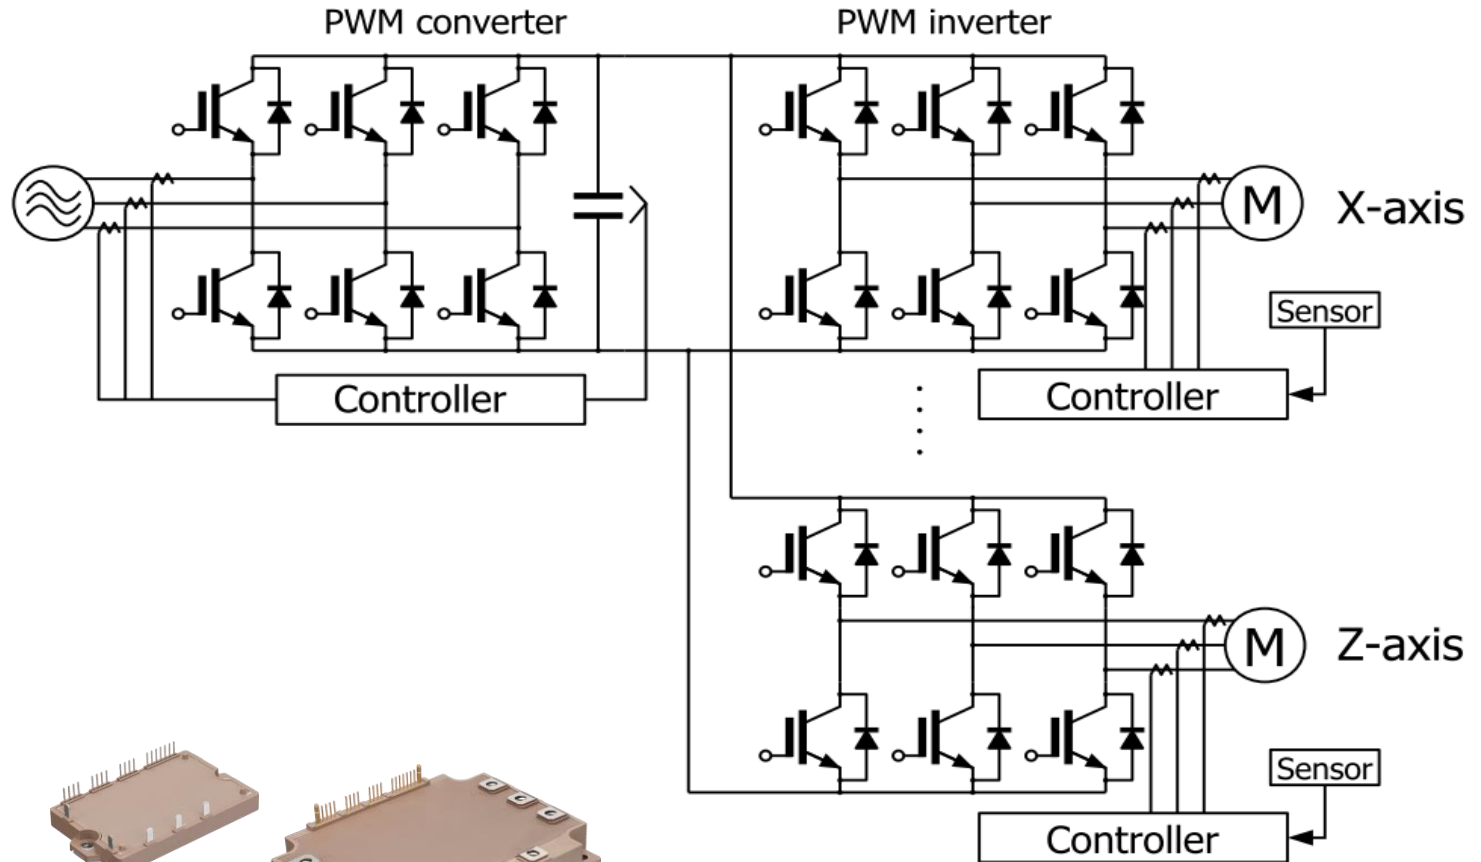 PWM converter
PWM inverter
M
X-axis
Sensor
Controller
Controller
M
Z-axis
Sensor
Controller